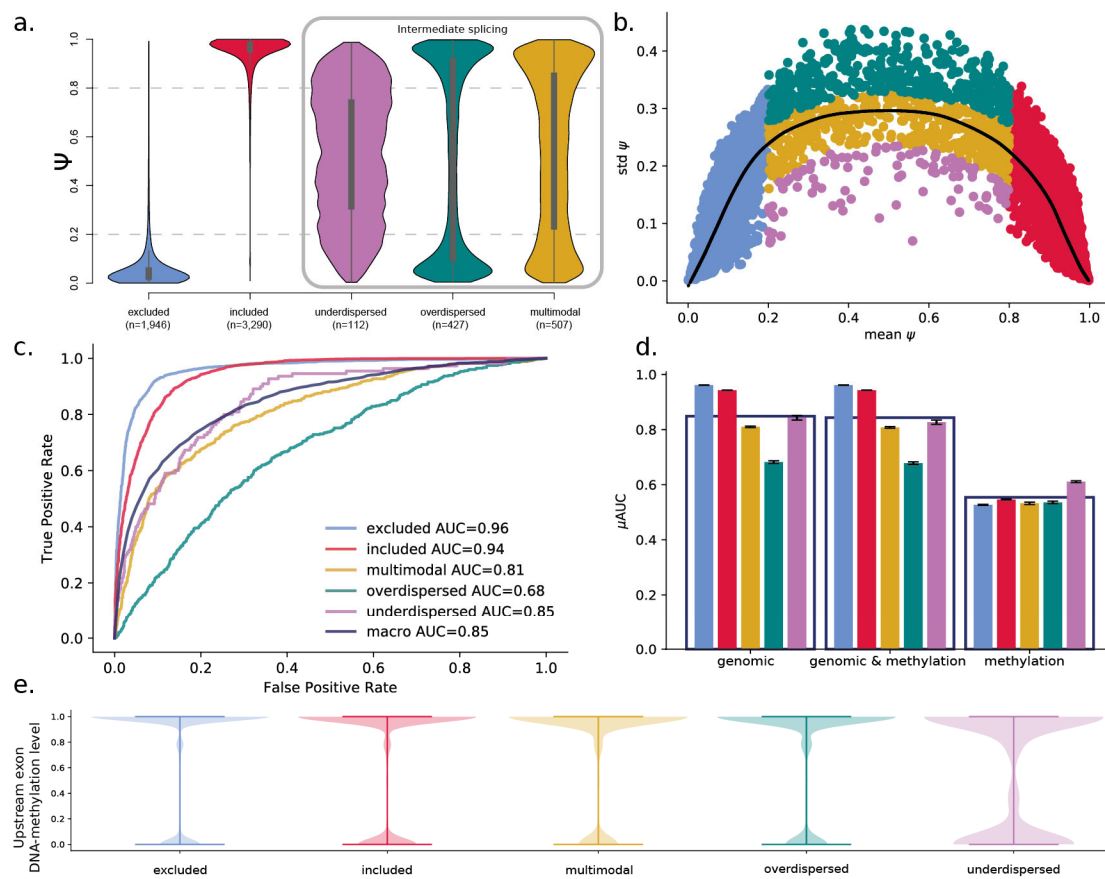 a.
Intermediate splicing
1.0
0.8
0.6
0.4
0.2
0.0
Ψ
excluded
(n=1,946)
included
(n=3,290)
underdispersed
(n=112)
overdispersed
(n=427)
multimodal
(n=507)
b.
0.4
0.3
0.2
0.1
0.0
std ψ
0.0 0.2 0.4 0.6 0.8 1.0
mean ψ
c.
1.0
0.8
0.6
0.4
0.2
0.0
True Positive Rate
excluded AUC=0.96
included AUC=0.94
multimodal AUC=0.81
overdispersed AUC=0.68
underdispersed AUC=0.85
macro AUC=0.85
0.0 0.2 0.4 0.6 0.8 1.0
False Positive Rate
d.
1.0
0.8
0.6
0.4
0.2
0.0
μAUC
genomic genomic & methylation methylation
e.
1.0
0.8
0.6
0.4
0.2
0.0
Upstream exon
DNA-methylation level
excluded included multimodal overdispersed underdispersed